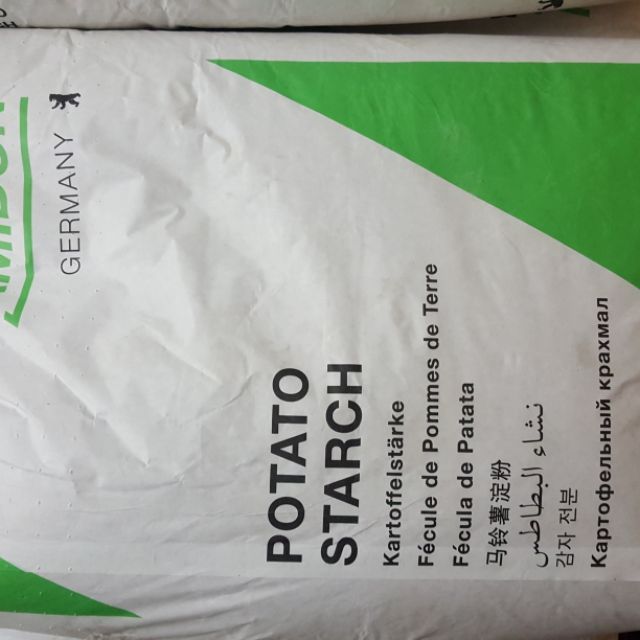 GERMANY
POTATO
STARCH
Kartoffelstärke
Fécule de Pommes de Terre
Fécula de Patata
马铃薯淀粉
نشاء البطاطس
감자 전분
Картофельный крахмал